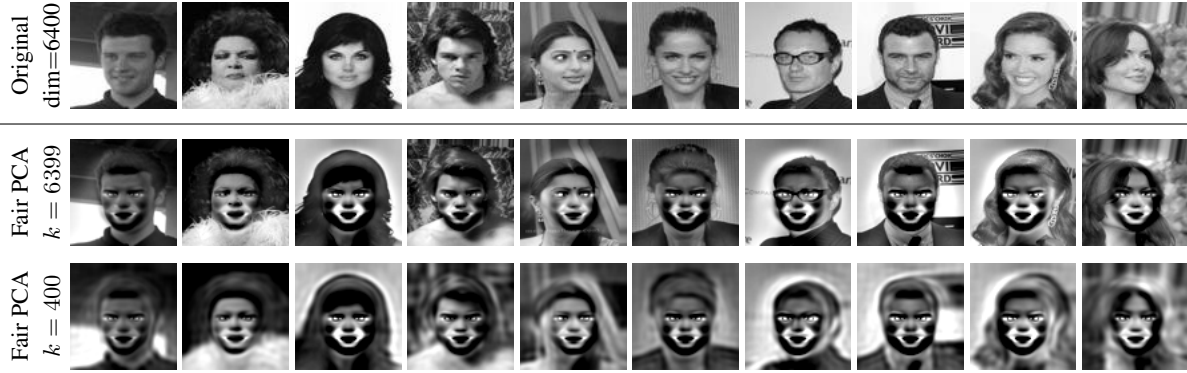 Original
dim=6400
Fair PCA
k = 6399
Fair PCA
k = 400